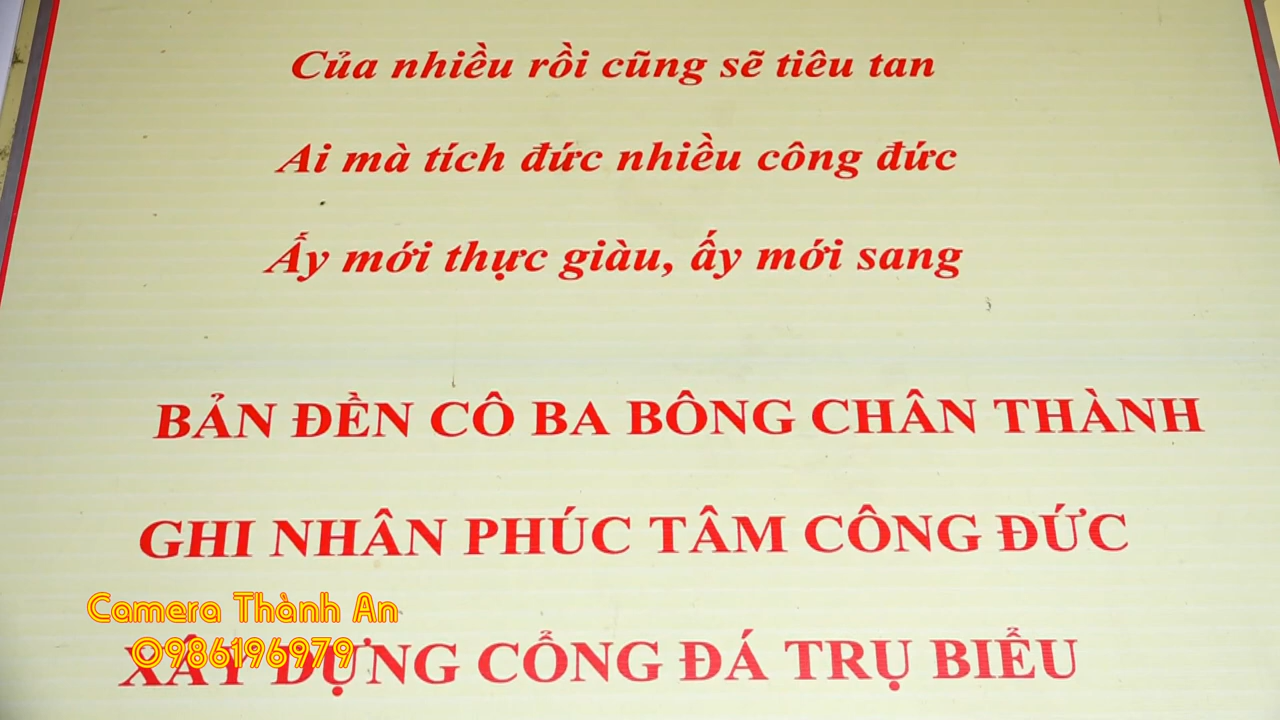 Của nhiều rồi cũng sẽ tiêu tan
Ai mà tích đức nhiều công đức
Ấy mới thực giàu, ấy mới sang
BẢN ĐỀN CÔ BA BÔNG CHÂN THÀNH
GHI NHÂN PHÚC TÂM CÔNG ĐỨC
XÂY DỰNG CỔNG ĐÁ TRỤ BIỂU
Camera Thành An
0986196979